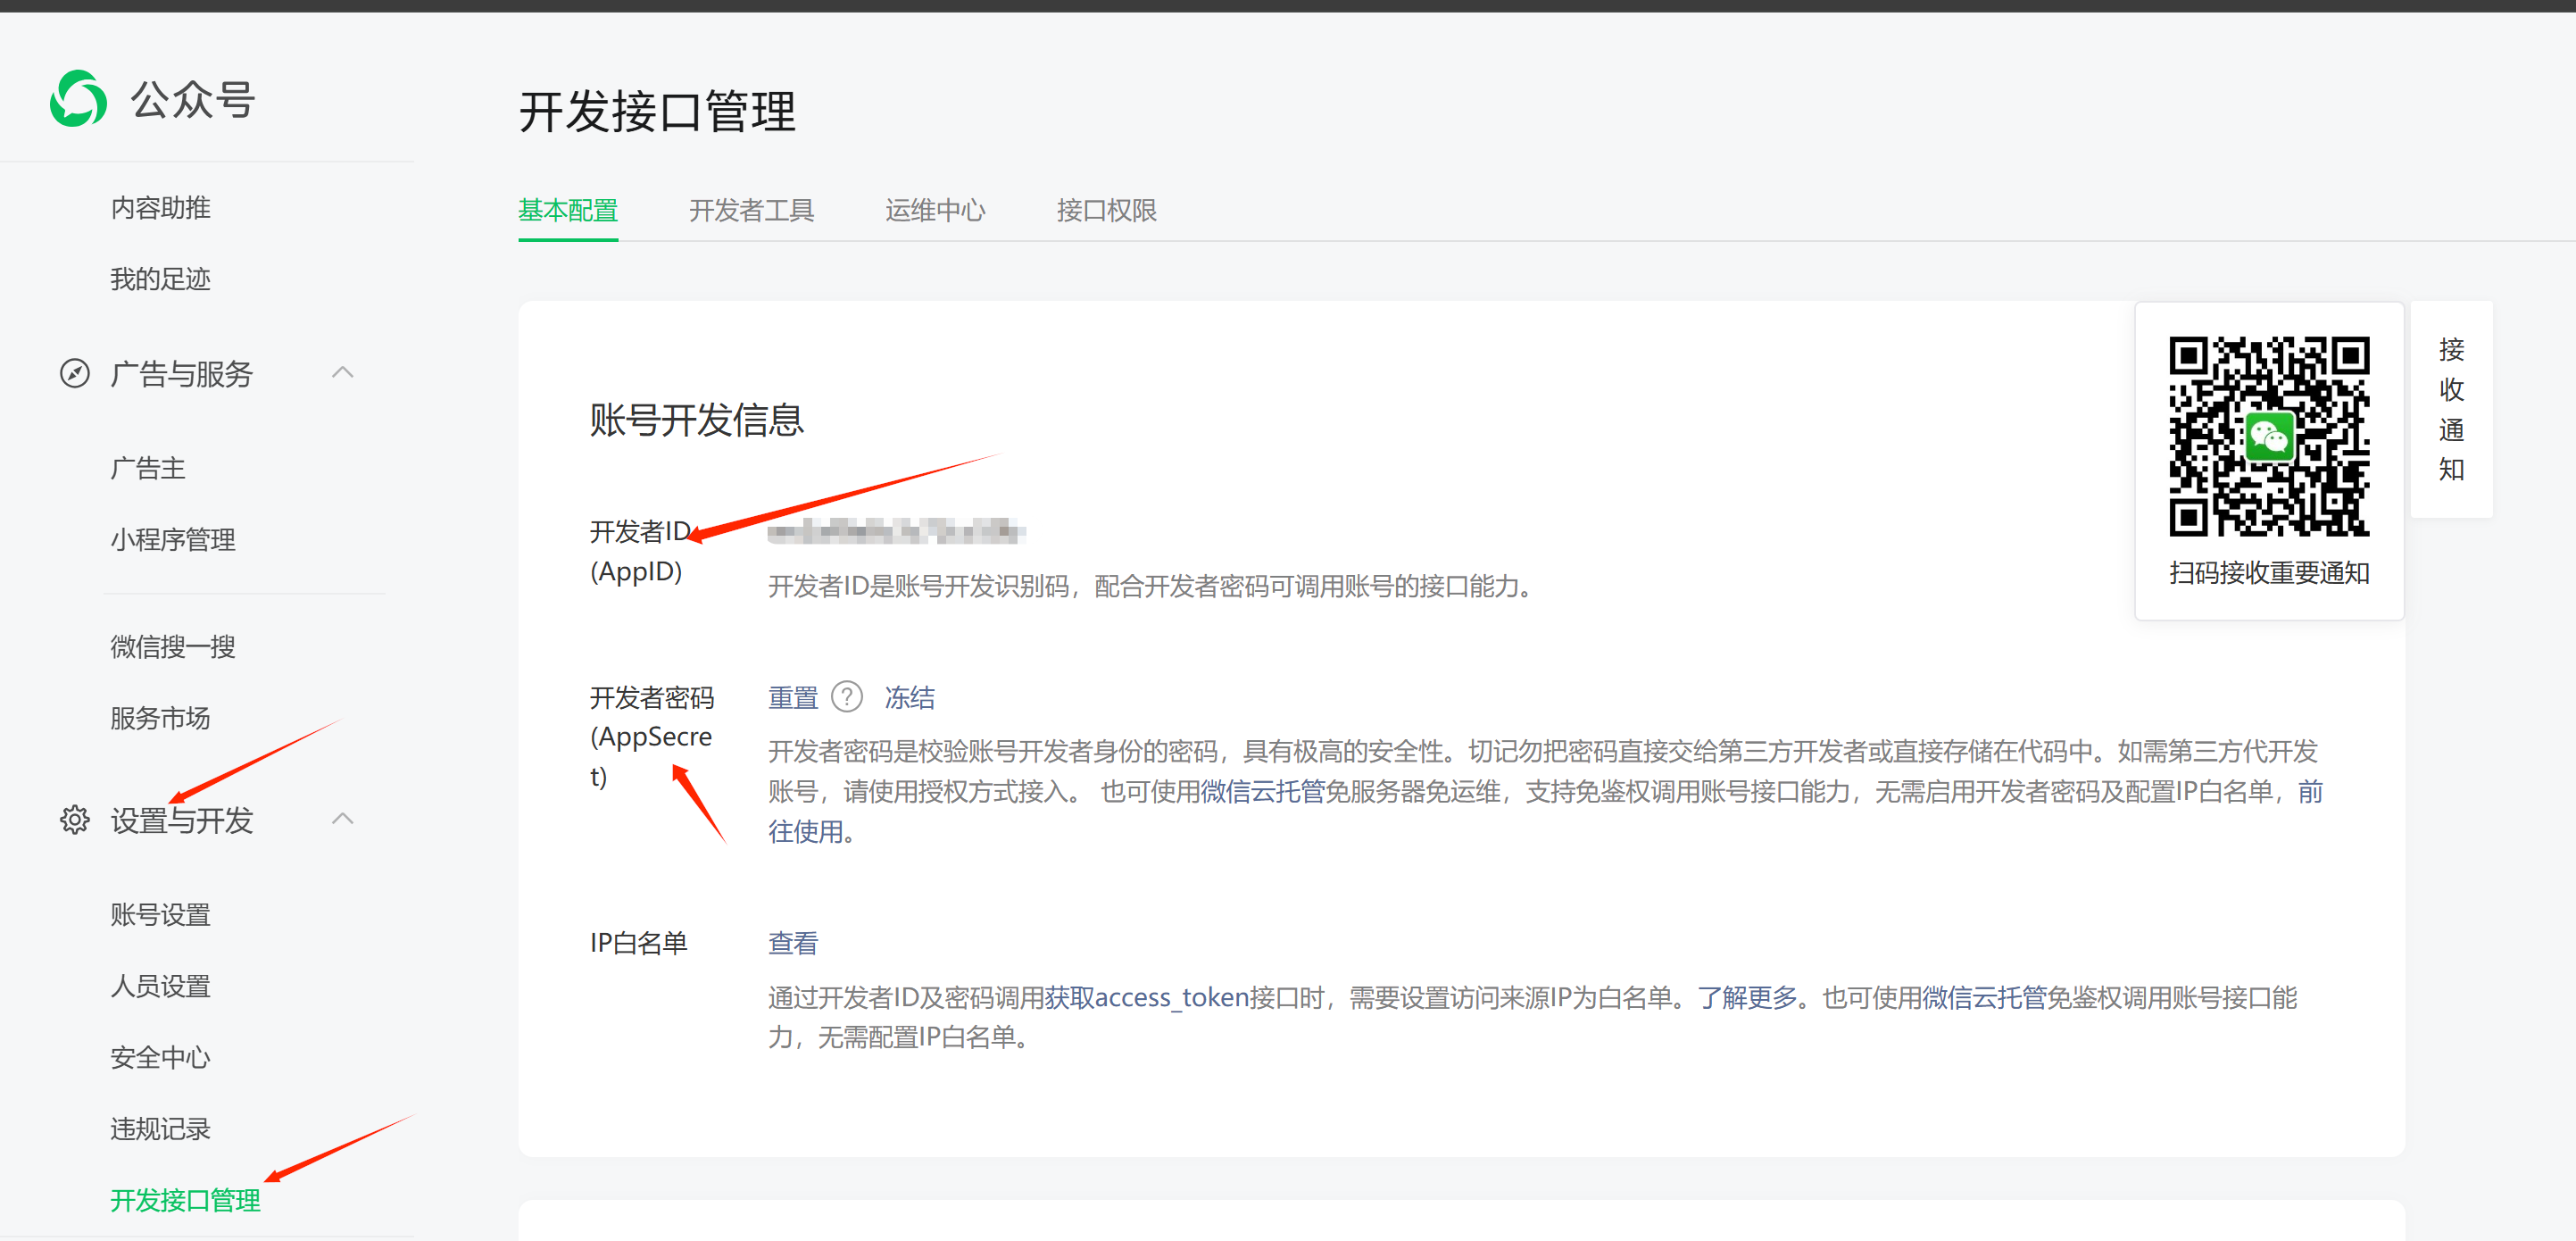 公众号
内容助推
我的足迹
广告与服务
广告主
小程序管理
微信搜一搜
服务市场
设置与开发
账号设置
人员设置
安全中心
违规记录
开发接口管理
开发接口管理
基本配置 开发者工具 运维中心 接口权限
账号开发信息
开发者ID
(AppID)
开发者ID是账号开发识别码，配合开发者密码可调用账号的接口能力。
开发者密码
(AppSecre
t)
重置 ? 冻结
开发者密码是校验账号开发者身份的密码，具有极高的安全性。切记勿把密码直接交给第三方开发者或直接存储在代码中。如需第三方代开发
账号，请使用授权方式接入。 也可使用微信云托管免服务器免运维，支持免鉴权调用账号接口能力，无需启用开发者密码及配置IP白名单，前
往使用。
IP白名单
查看
通过开发者ID及密码调用获取access_token接口时，需要设置访问来源IP为白名单。了解更多。也可使用微信云托管免鉴权调用账号接口能
力，无需配置IP白名单。
扫码接收重要通知
接
收
通
知